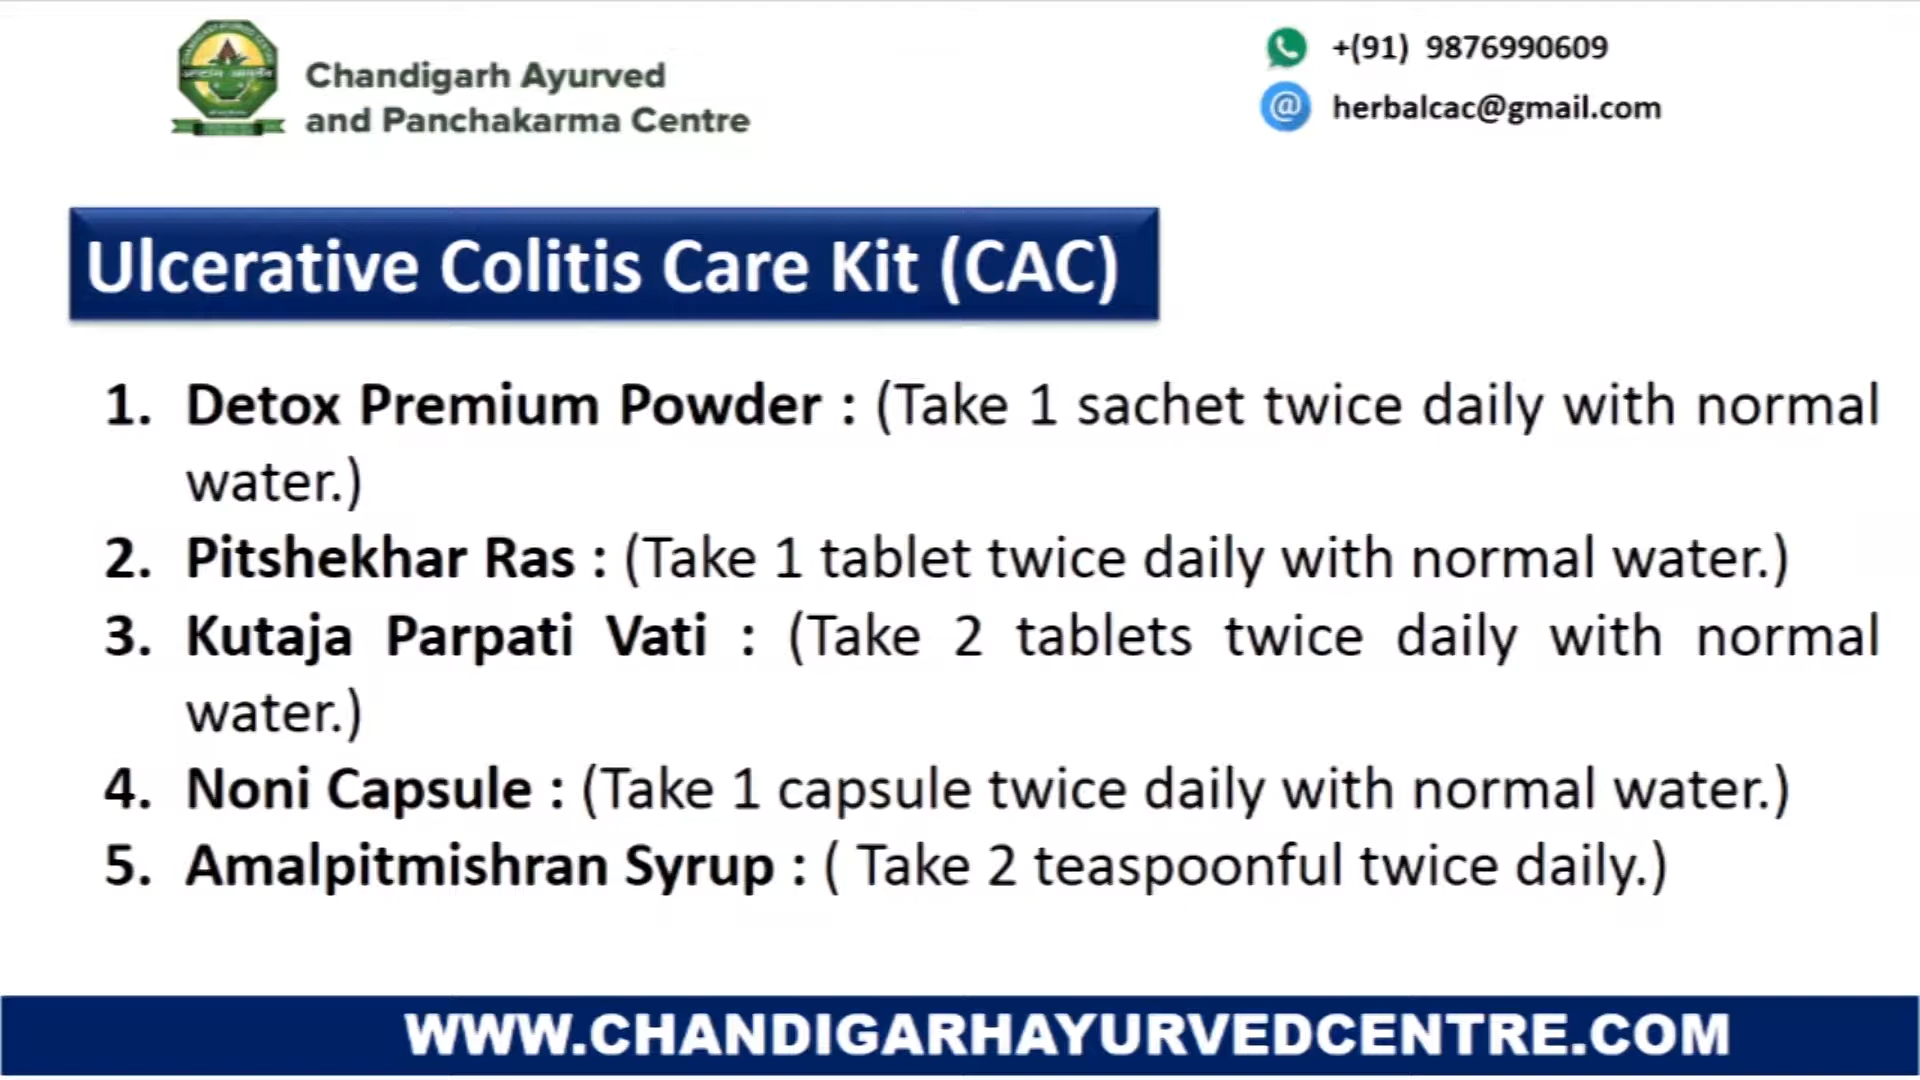 Chandigarh Ayurved
and Panchakarma Centre
+(91) 9876990609
@ herbalcac@gmail.com
Ulcerative Colitis Care Kit (CAC)
1. Detox Premium Powder : (Take 1 sachet twice daily with normal
water.)
2. Pitshekhar Ras : (Take 1 tablet twice daily with normal water.)
3. Kutaja Parpati Vati : (Take 2 tablets twice daily with normal
water.)
4. Noni Capsule : (Take 1 capsule twice daily with normal water.)
5. Amalpitmishran Syrup : ( Take 2 teaspoonful twice daily.)
WWW.CHANDIGARHAYURVEDCENTRE.COM